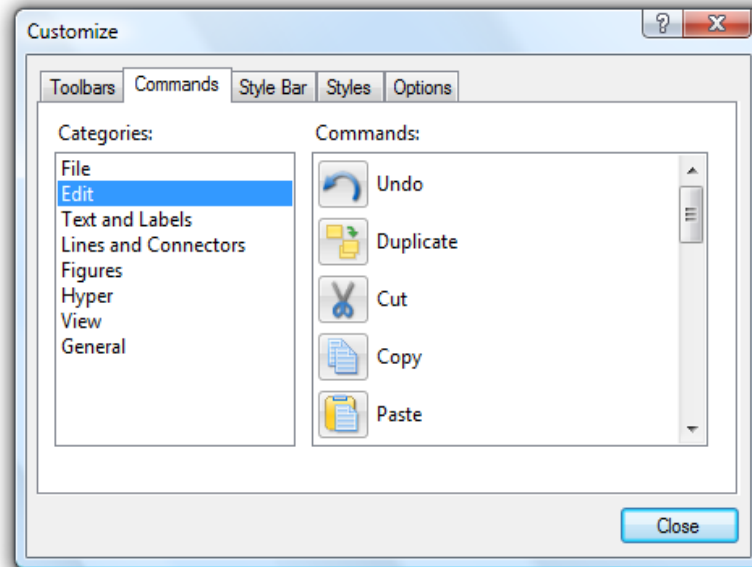 Customize
?
Toolbars Commands Style Bar Styles Options
Categories:
File
Edit
Text and Labels
Lines and Connectors
Figures
Hyper
View
General
Commands:
Undo
Duplicate
Cut
Copy
Paste
Close